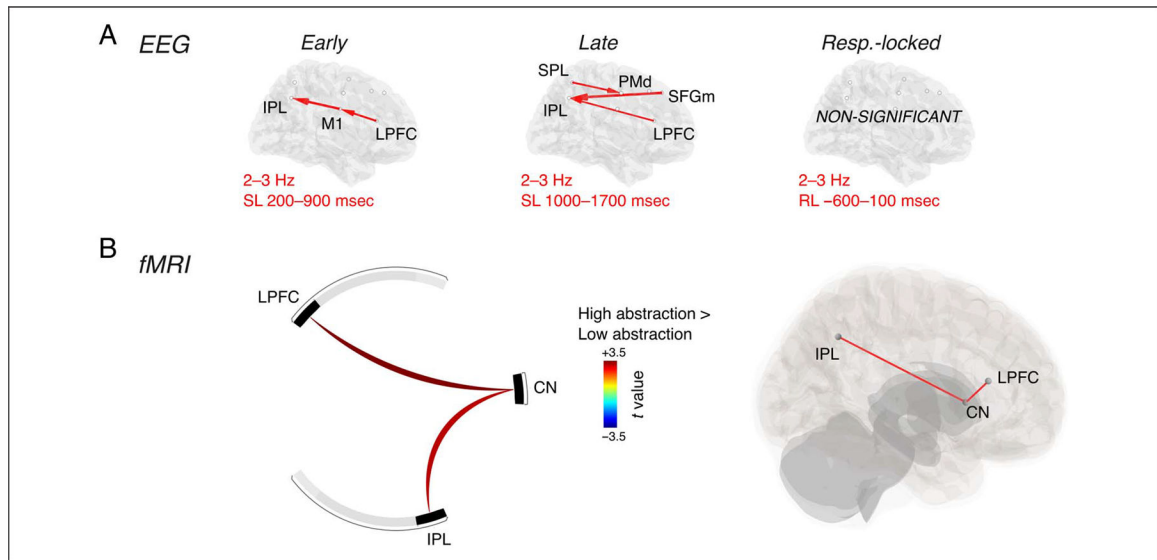 A
EEG
Early
Late
Resp.-locked
IPL
M1
LPFC
2–3 Hz
SL 200–900 msec
SPL
PMd
SFGm
IPL
LPFC
2–3 Hz
SL 1000–1700 msec
NON-SIGNIFICANT
2–3 Hz
RL –600–100 msec
B
fMRI
LPFC
CN
IPL
High abstraction >
Low abstraction
+3.5
t value
−3.5
IPL
LPFC
CN